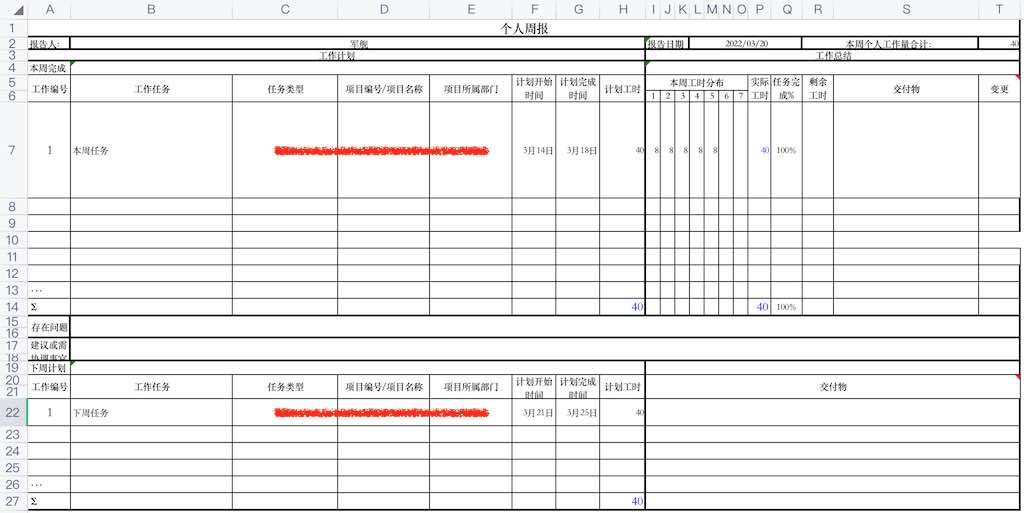 A B C D E F G H I J K L M N O P Q R S T
1 个人周报
2 报告人: 军舰 报告日期 2022/03/20 本周个人工作量合计: 40
3 工作计划 工作总结
4 本周完成
5 工作编号 工作任务 任务类型 项目编号/项目名称 项目所属部门 计划开始时间 计划完成时间 计划工时 本周工时分布 实际工时 任务完成% 剩余工时 交付物 变更
6 1 2 3 4 5 6 7
7 1 本周任务 3月14日 3月18日 40 8 8 8 8 8 40 100%
8
9
10
11
12
13 ...
14 Σ 40 40 100%
15
16 存在问题
17 建议或需
18 协调事宜
19 下周计划
20
21 工作编号 工作任务 任务类型 项目编号/项目名称 项目所属部门 计划开始时间 计划完成时间 计划工时 交付物
22 1 下周任务 3月21日 3月25日 40
23
24
25
26 ...
27 Σ 40